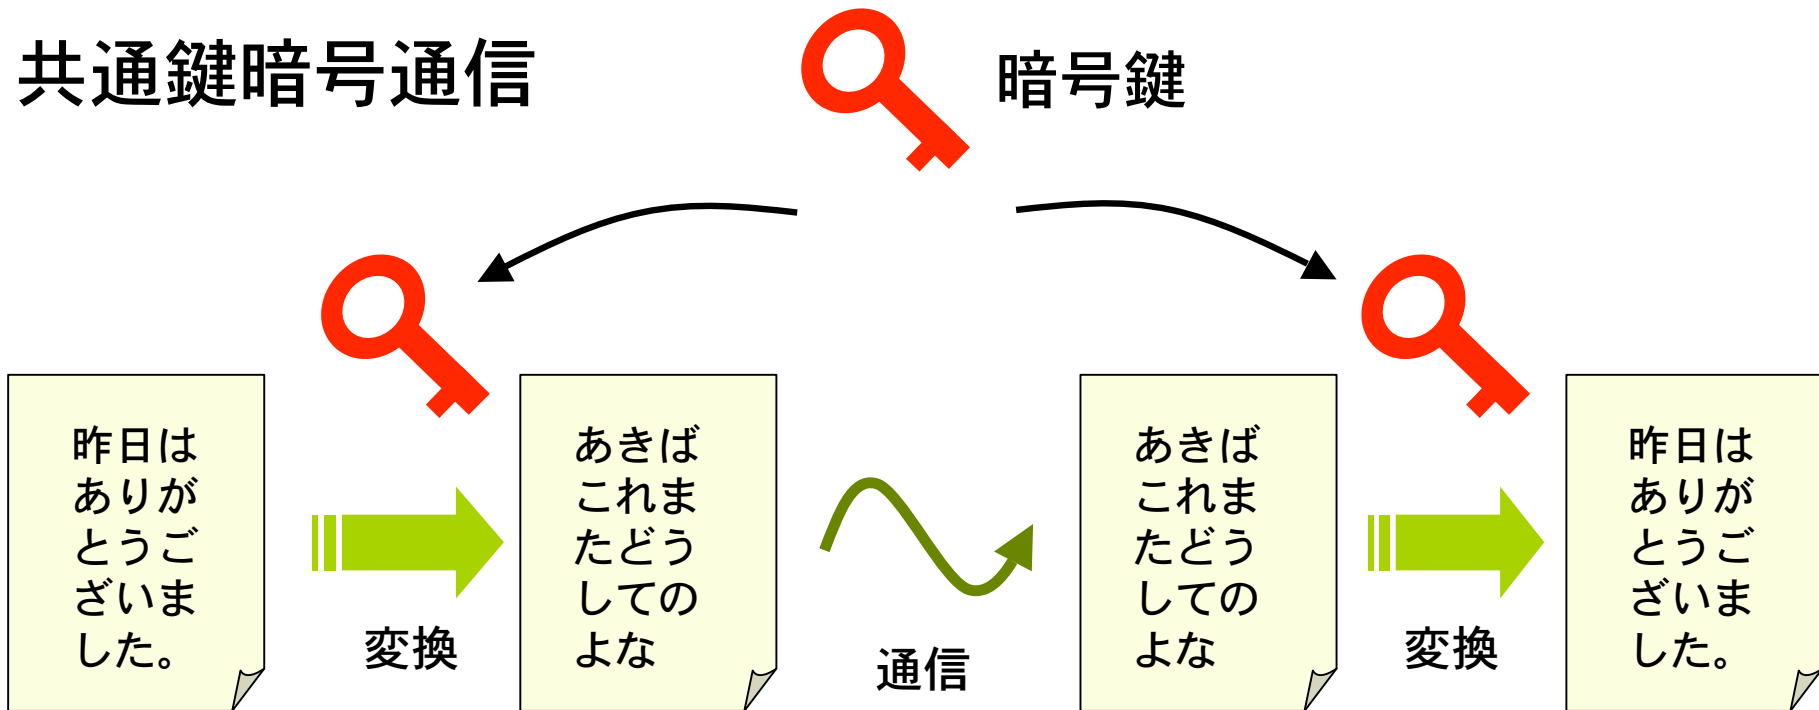 共通鍵暗号通信
暗号鍵
昨日は
ありが
とうご
ざいま
した。
変換
あきば
これま
たどう
しての
よな
通信
あきば
これま
たどう
しての
よな
変換
昨日は
ありが
とうご
ざいま
した。